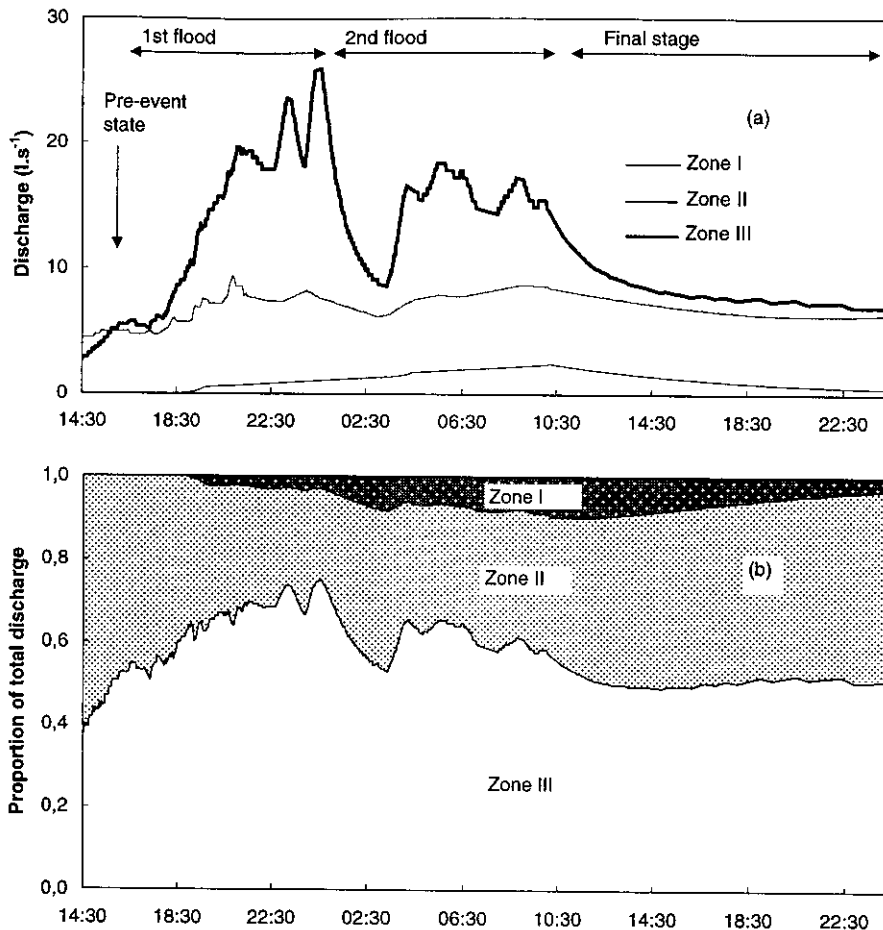 30
1st flood
2nd flood
Final stage
Pre-event
state
(a)
20
Zone I
Zone II
Zone III
Discharge (l.s⁻¹)
10
0
14:30 18:30 22:30 02:30 06:30 10:30 14:30 18:30 22:30
1,0
Zone I
0,8
Zone II
(b)
0,6
Proportion of total discharge
0,4
Zone III
0,2
0,0
14:30 18:30 22:30 02:30 06:30 10:30 14:30 18:30 22:30